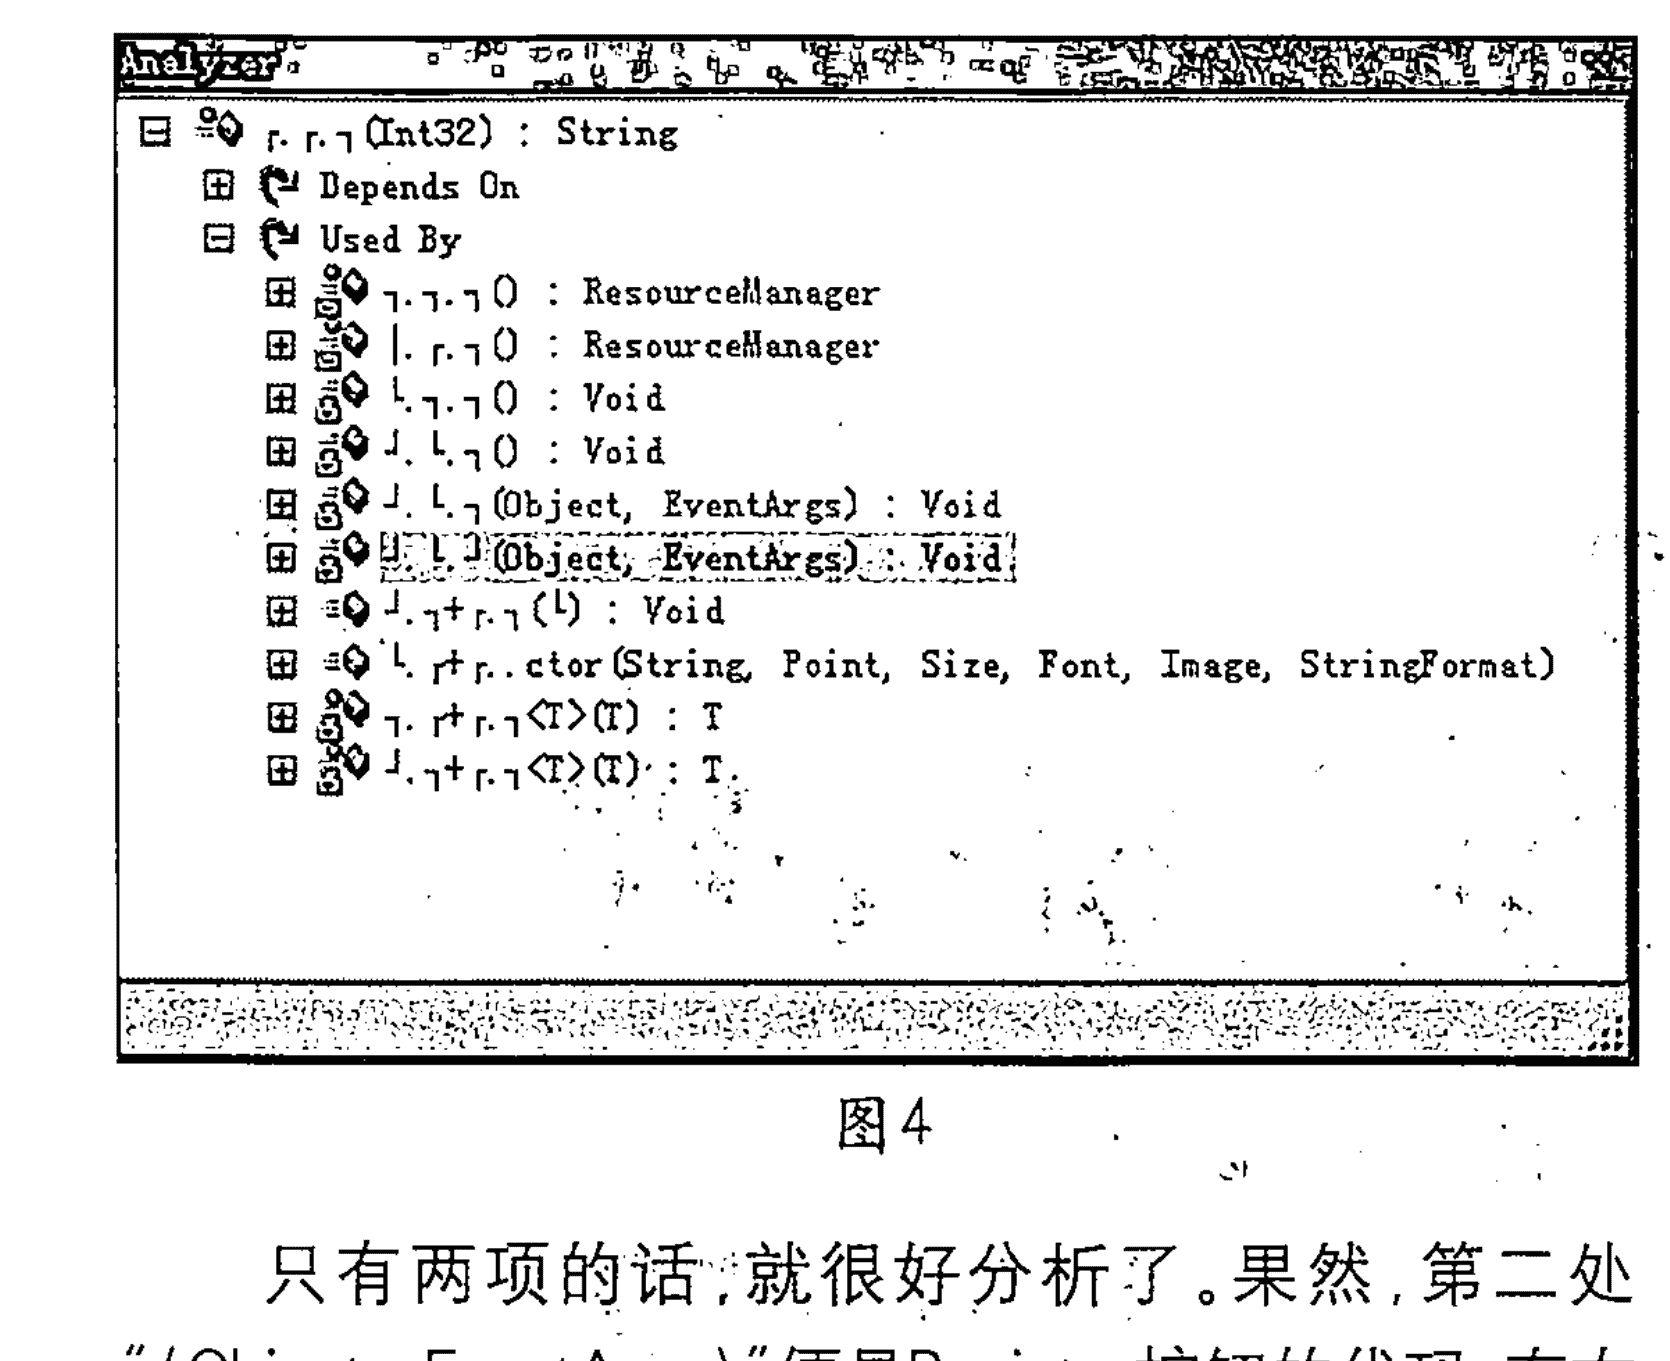 Analyzer
┌.┌.┐(Int32) : String
Depends On
Used By
┐.┐.┐() : ResourceManager
│.┌.┐() : ResourceManager
└.┐.┐() : Void
┘.└.┐() : Void
┘.└.┐(Object, EventArgs) : Void
┘.└.┘(Object, EventArgs) : Void
┘.┐+┌.┐(└) : Void
└.┌+┌..ctor(String, Point, Size, Font, Image, StringFormat)
┐.┌+┌.┐<T>(T) : T
┘.┐+┌.┐<T>(T) : T
图4
只有两项的话,就很好分析了。果然,第二处